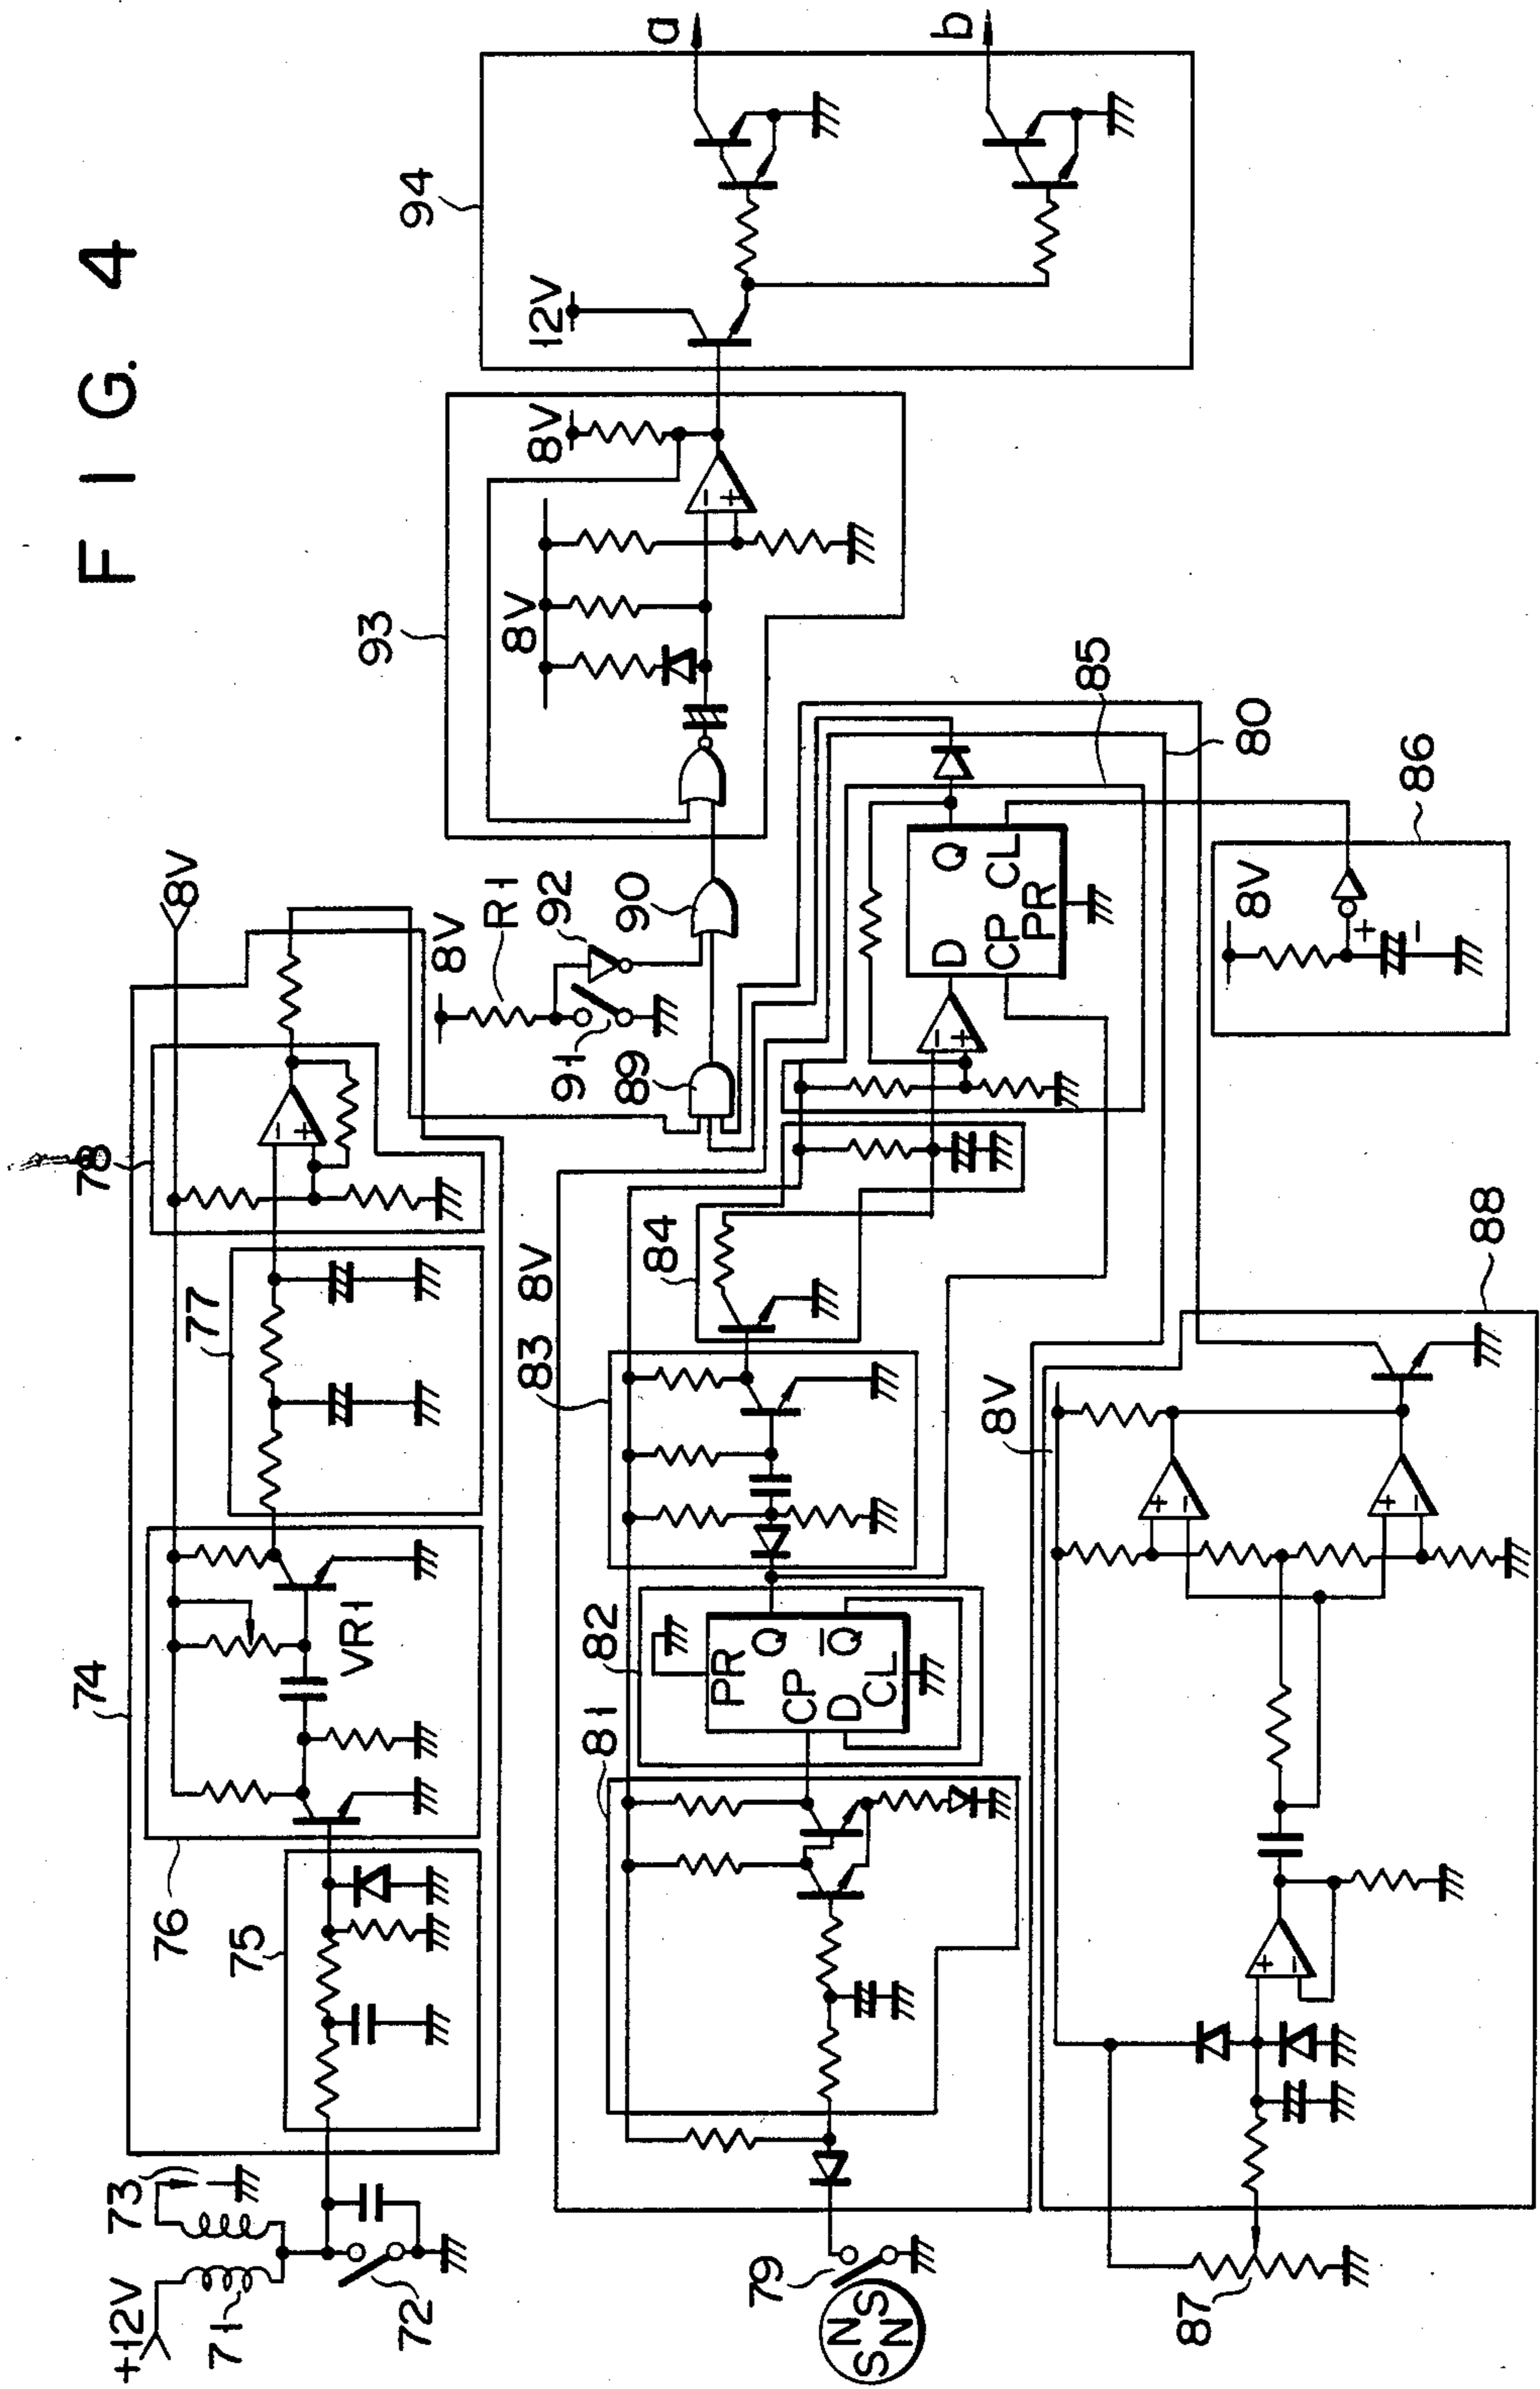 FIG. 4
+12V
71
72
73
74
75
76
VR1
77
78
8V
8V
R1
91
92
89
90
93
8V
8V
−
+
94
12V
a
b
−
+
79
N
S
N
S
81
82
PR
Q
CP
D
Q̅
CL
83
8V
84
85
−
+
D
Q
CP
CL
PR
80
86
8V
+
−
87
88
8V
+
−
+
−
+
−